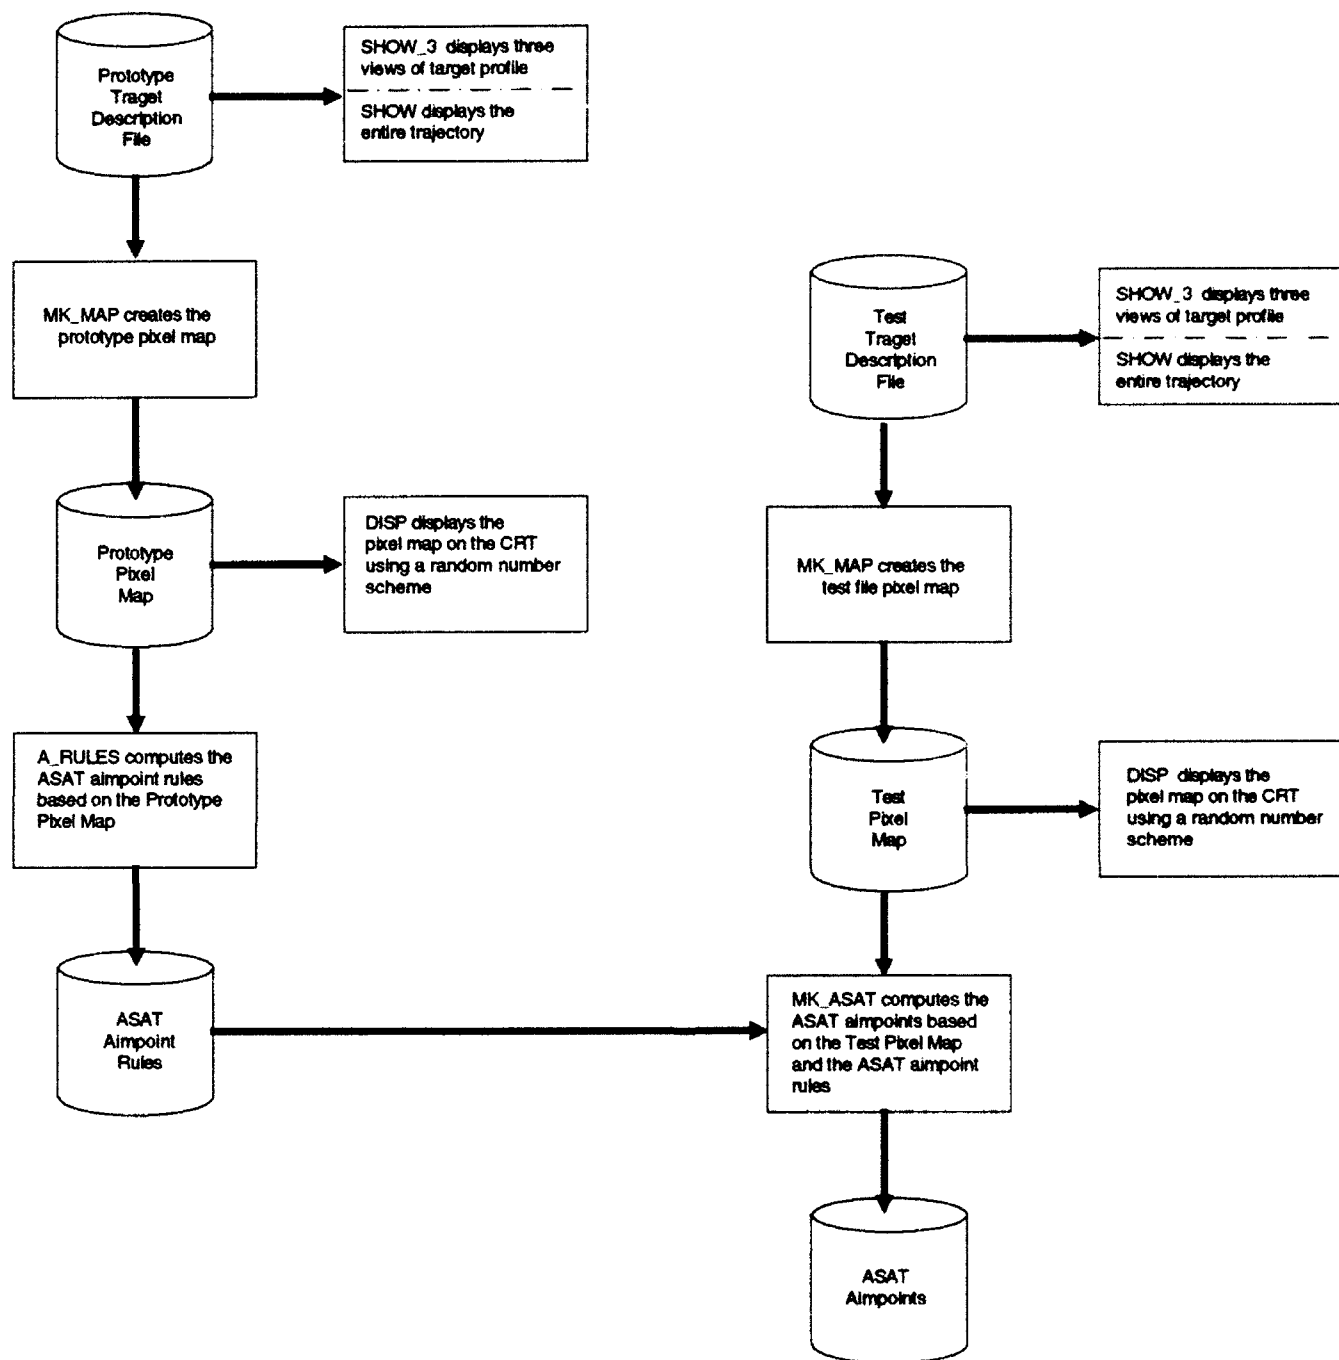 Prototype
Traget
Description
File
SHOW_3 displays three
views of target profile
SHOW displays the
entire trajectory
MK_MAP creates the
prototype pixel map
Prototype
Pixel
Map
DISP displays the
pixel map on the CRT
using a random number
scheme
A_RULES computes the
ASAT aimpoint rules
based on the Prototype
Pixel Map
ASAT
Aimpoint
Rules
Test
Traget
Description
File
SHOW_3 displays three
views of target profile
SHOW displays the
entire trajectory
MK_MAP creates the
test file pixel map
Test
Pixel
Map
DISP displays the
pixel map on the CRT
using a random number
scheme
MK_ASAT computes the
ASAT aimpoints based
on the Test Pixel Map
and the ASAT aimpoint
rules
ASAT
Aimpoints